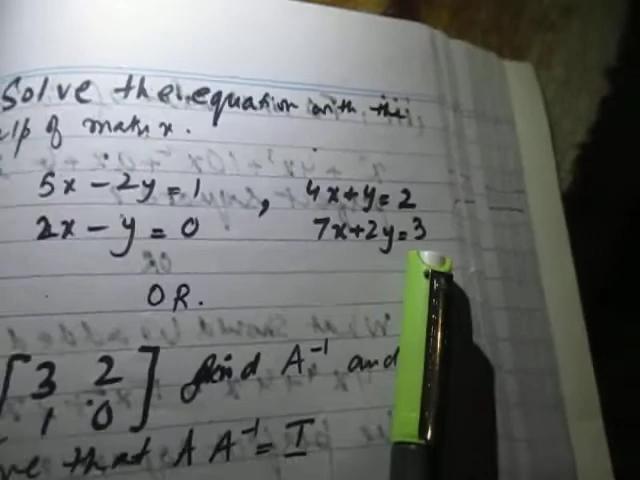 Solve the equation with the
of matrix.
5x - 2y = 1 , 4x + y = 2
2x - y = 0 7x + 2y = 3
OR.
[3 2
1 0] find A⁻¹ and
that A A⁻¹ = I